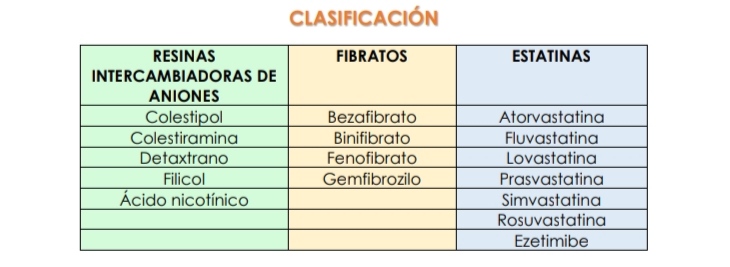 CLASIFICACIÓN
RESINAS INTERCAMBIADORAS DE ANIONES	FIBRATOS	ESTATINAS
Colestipol	Bezafibrato	Atorvastatina
Colestiramina	Binifibrato	Fluvastatina
Detaxtrano	Fenofibrato	Lovastatina
Filicol	Gemfibrozilo	Prasvastatina
Ácido nicotínico		Simvastatina
		Rosuvastatina
		Ezetimibe